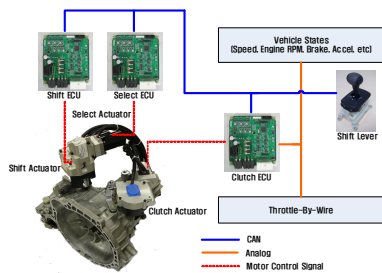 Vehicle States
(Speed, Engine RPM, Brake, Accel, etc)
Shift ECU
Select ECU
Select Actuator
Shift Lever
Clutch ECU
Shift Actuator
Clutch Actuator
Throttle-By-Wire
CAN
Analog
Motor Control Signal